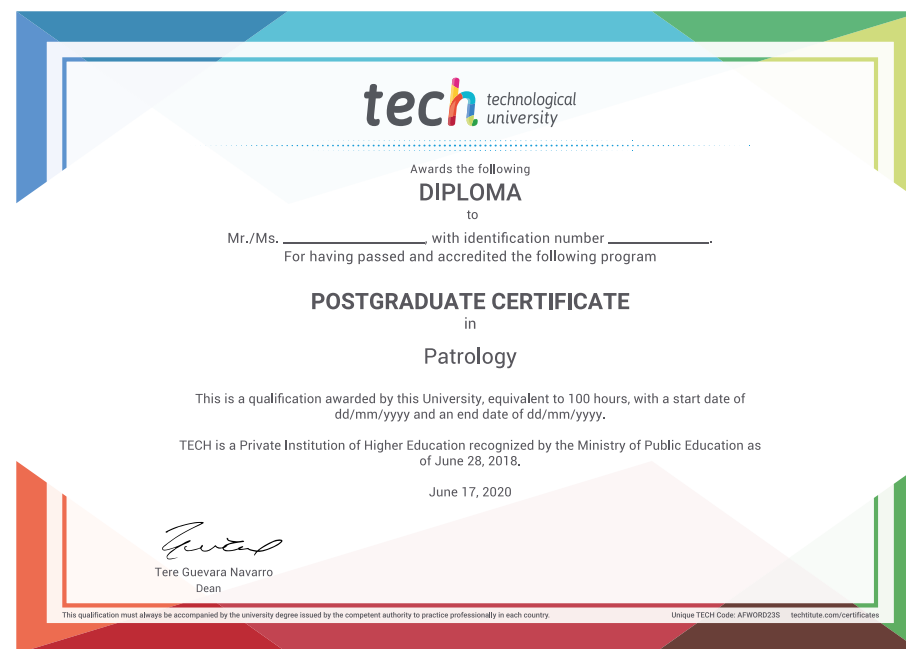 tech technological
university
Awards the following
DIPLOMA
to
Mr./Ms. ____________________, with identification number ______________.
For having passed and accredited the following program
POSTGRADUATE CERTIFICATE
in
Patrology
This is a qualification awarded by this University, equivalent to 100 hours, with a start date of
dd/mm/yyyy and an end date of dd/mm/yyyy.
TECH is a Private Institution of Higher Education recognized by the Ministry of Public Education as
of June 28, 2018.
June 17, 2020
Tere Guevara Navarro
Dean
This qualification must always be accompanied by the university degree issued by the competent authority to practice professionally in each country.
Unique TECH Code: AFWORD23S techtitute.com/certificates